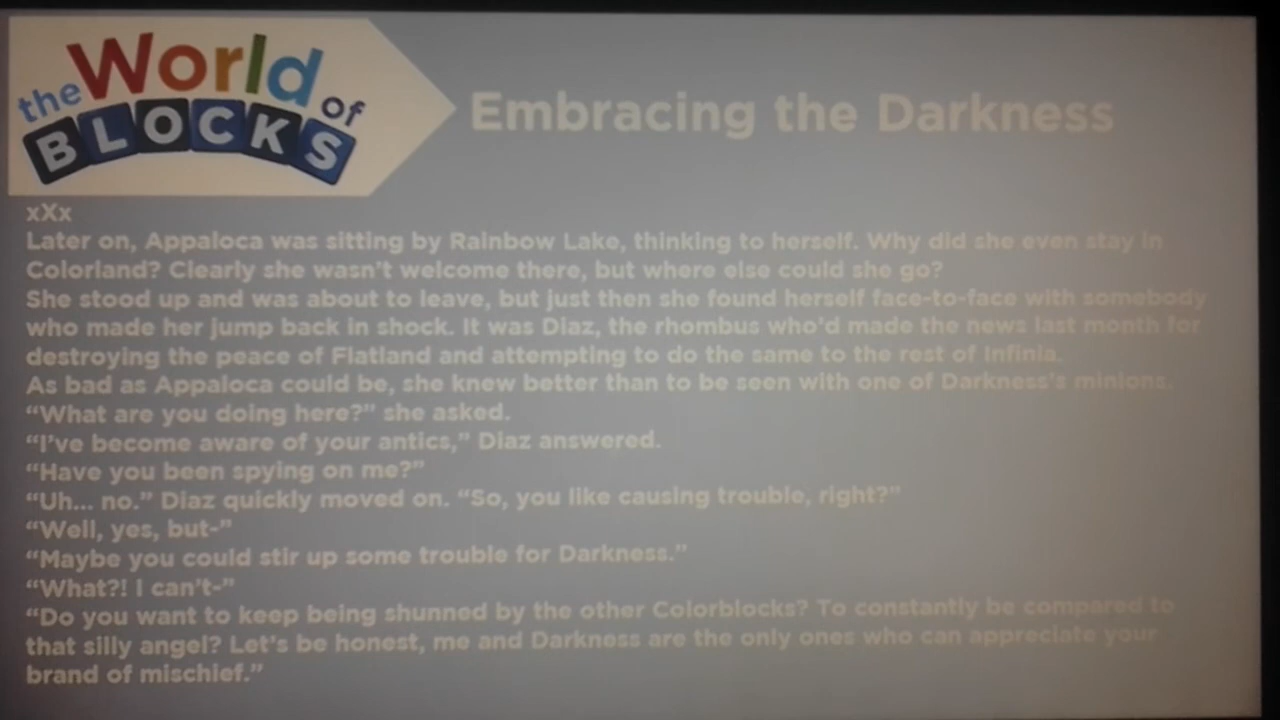 the World of
BLOCKS
Embracing the Darkness
xXx
Later on, Appaloca was sitting by Rainbow Lake, thinking to herself. Why did she even stay in
Colorland? Clearly she wasn't welcome there, but where else could she go?
She stood up and was about to leave, but just then she found herself face-to-face with somebody
who made her jump back in shock. It was Diaz, the rhombus who'd made the news last month for
destroying the peace of Flatland and attempting to do the same to the rest of Infinia.
As bad as Appaloca could be, she knew better than to be seen with one of Darkness's minions.
“What are you doing here?” she asked.
“I've become aware of your antics,” Diaz answered.
“Have you been spying on me?”
“Uh... no.” Diaz quickly moved on. “So, you like causing trouble, right?”
“Well, yes, but-”
“Maybe you could stir up some trouble for Darkness.”
“What?! I can't-”
“Do you want to keep being shunned by the other Colorblocks? To constantly be compared to
that silly angel? Let's be honest, me and Darkness are the only ones who can appreciate your
brand of mischief.”